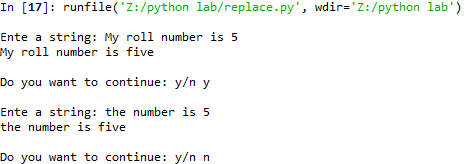 In [17]: runfile('Z:/python lab/replace.py', wdir='Z:/python lab')
Ente a string: My roll number is 5
My roll number is five
Do you want to continue: y/n y
Ente a string: the number is 5
the number is five
Do you want to continue: y/n n